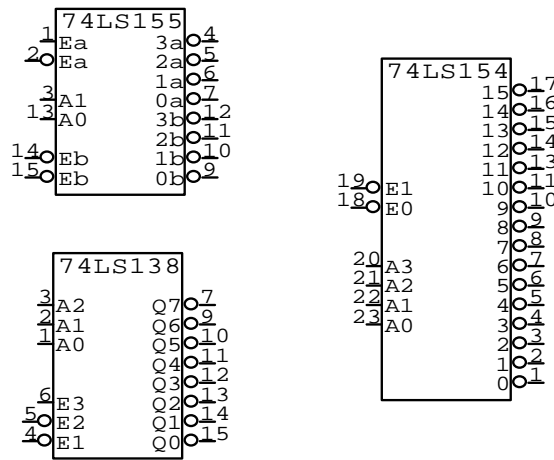 74LS155
1 Ea 3a 4
2 Ea 2a 5
1a 6
3 A1 0a 7
13 A0 3b 12
2b 11
14 Eb 1b 10
15 Eb 0b 9
74LS138
3 A2 Q7 7
2 A1 Q6 9
1 A0 Q5 10
Q4 11
Q3 12
6 E3 Q2 13
5 E2 Q1 14
4 E1 Q0 15
74LS154
15 17
14 16
13 15
12 14
11 13
19 E1 10 11
18 E0 9 10
8 9
7 8
20 A3 6 7
21 A2 5 6
22 A1 4 5
23 A0 3 4
2 3
1 2
0 1